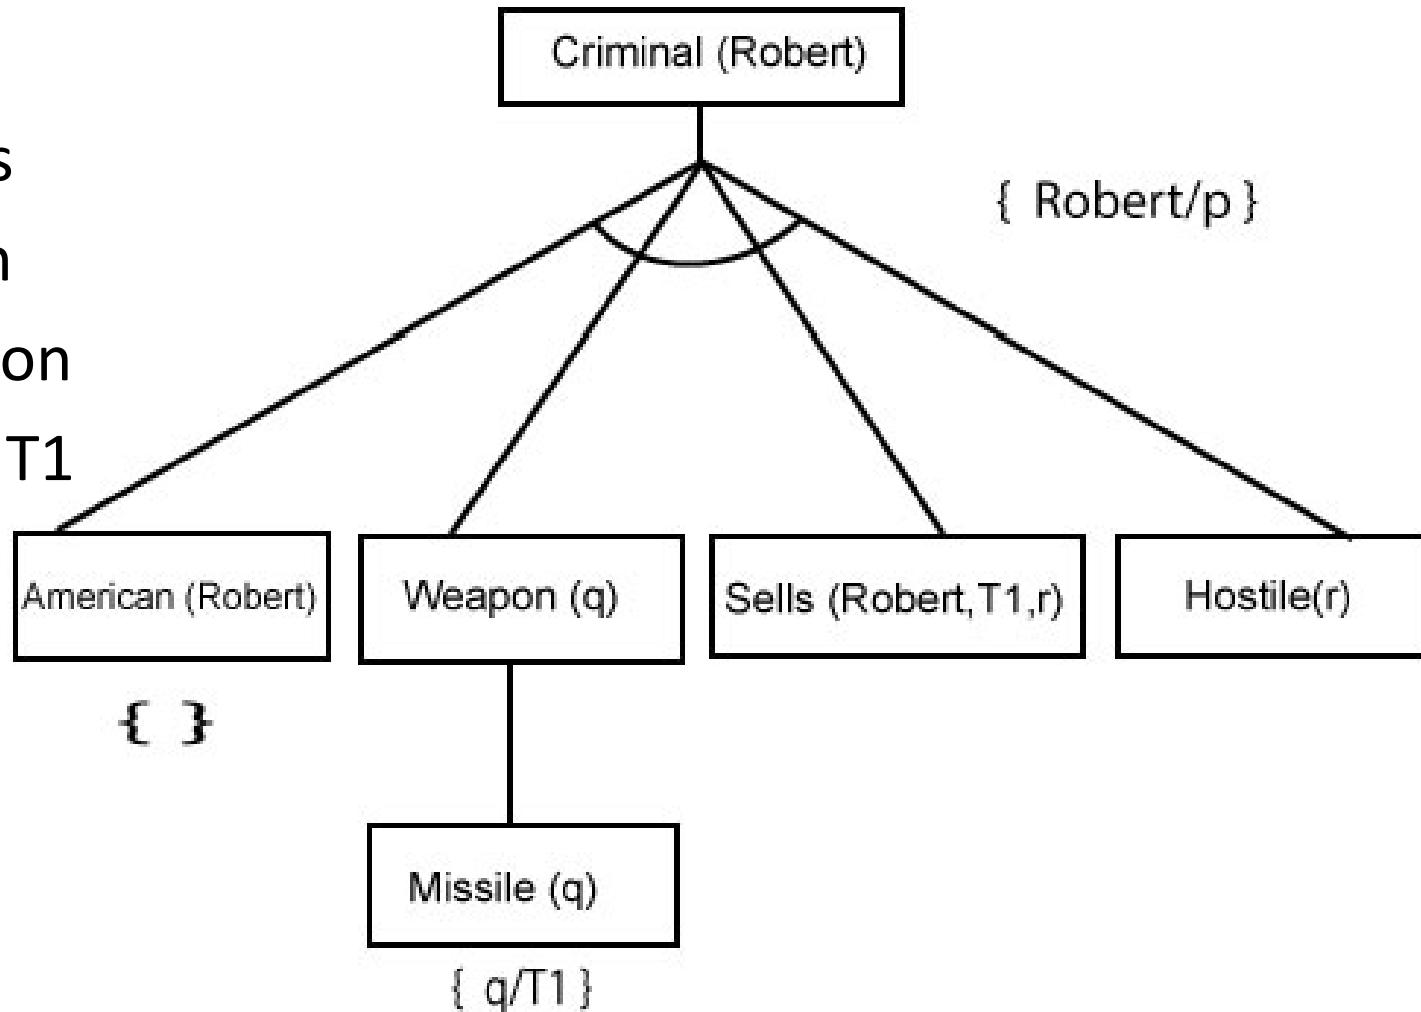 Criminal (Robert)
s
{ Robert/p }
n
on
T1
American (Robert)
Weapon (q)
Sells (Robert,T1,r)
Hostile(r)
{ }
Missile (q)
{ q/T1 }